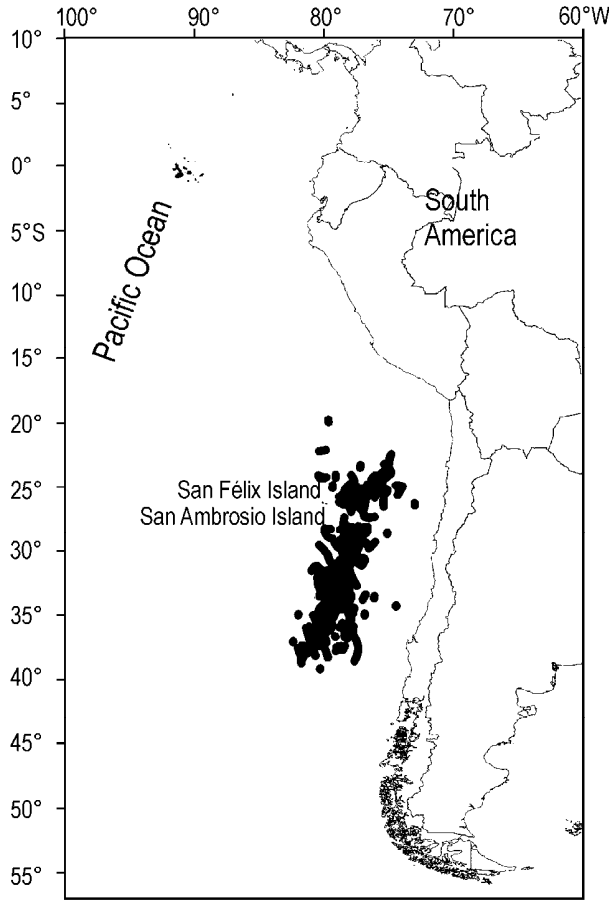 100° 90° 80° 70° 60°W
10°
5°
0°
South
5°S
America
Pacific Ocean
10°
15°
20°
25°
San Félix Island
San Ambrosio Island
30°
35°
40°
45°
50°
55°